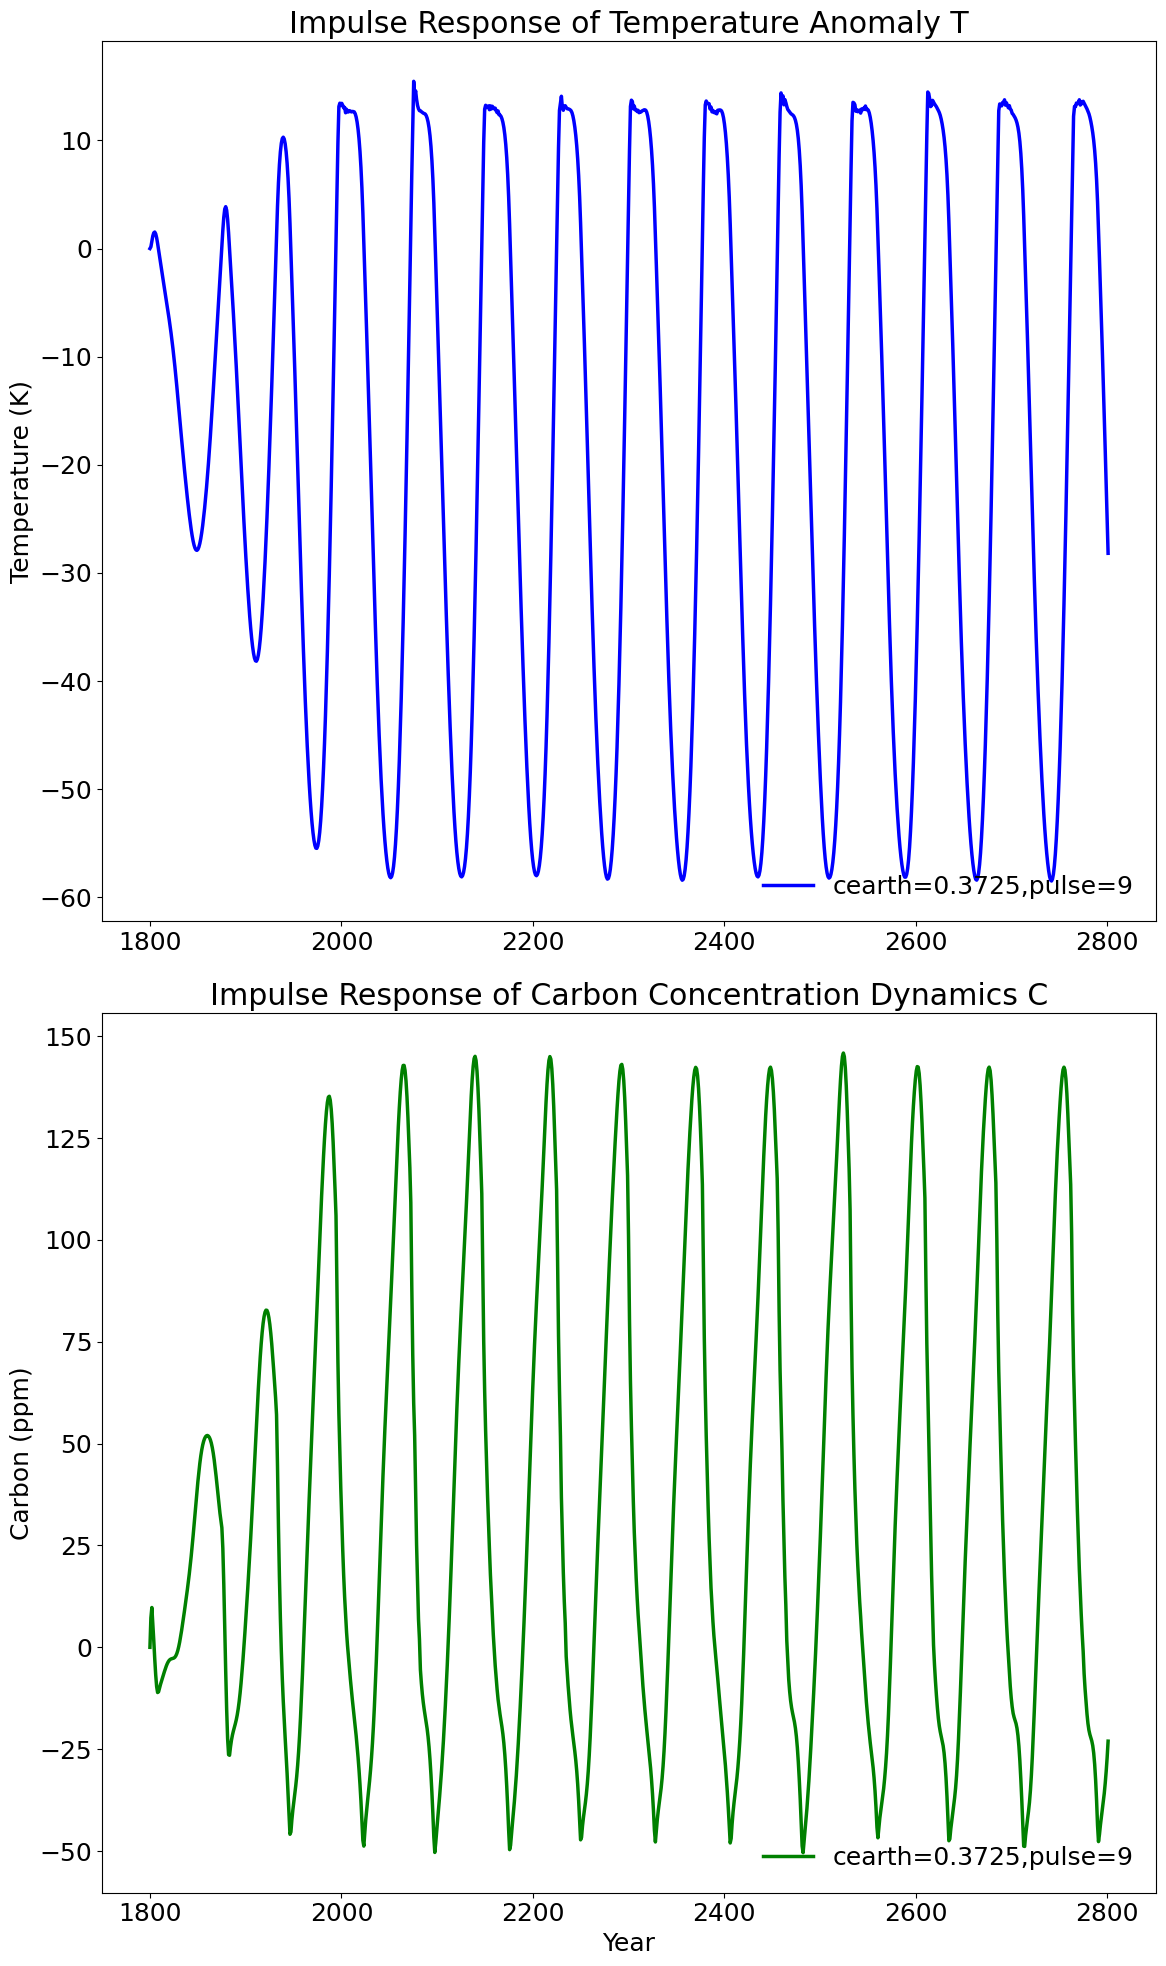 Impulse Response of Temperature Anomaly T
Temperature (K)
10
0
−10
−20
−30
−40
−50
−60
cearth=0.3725,pulse=9
1800 2000 2200 2400 2600 2800
Impulse Response of Carbon Concentration Dynamics C
Carbon (ppm)
150
125
100
75
50
25
0
−25
−50
cearth=0.3725,pulse=9
1800 2000 2200 2400 2600 2800
Year